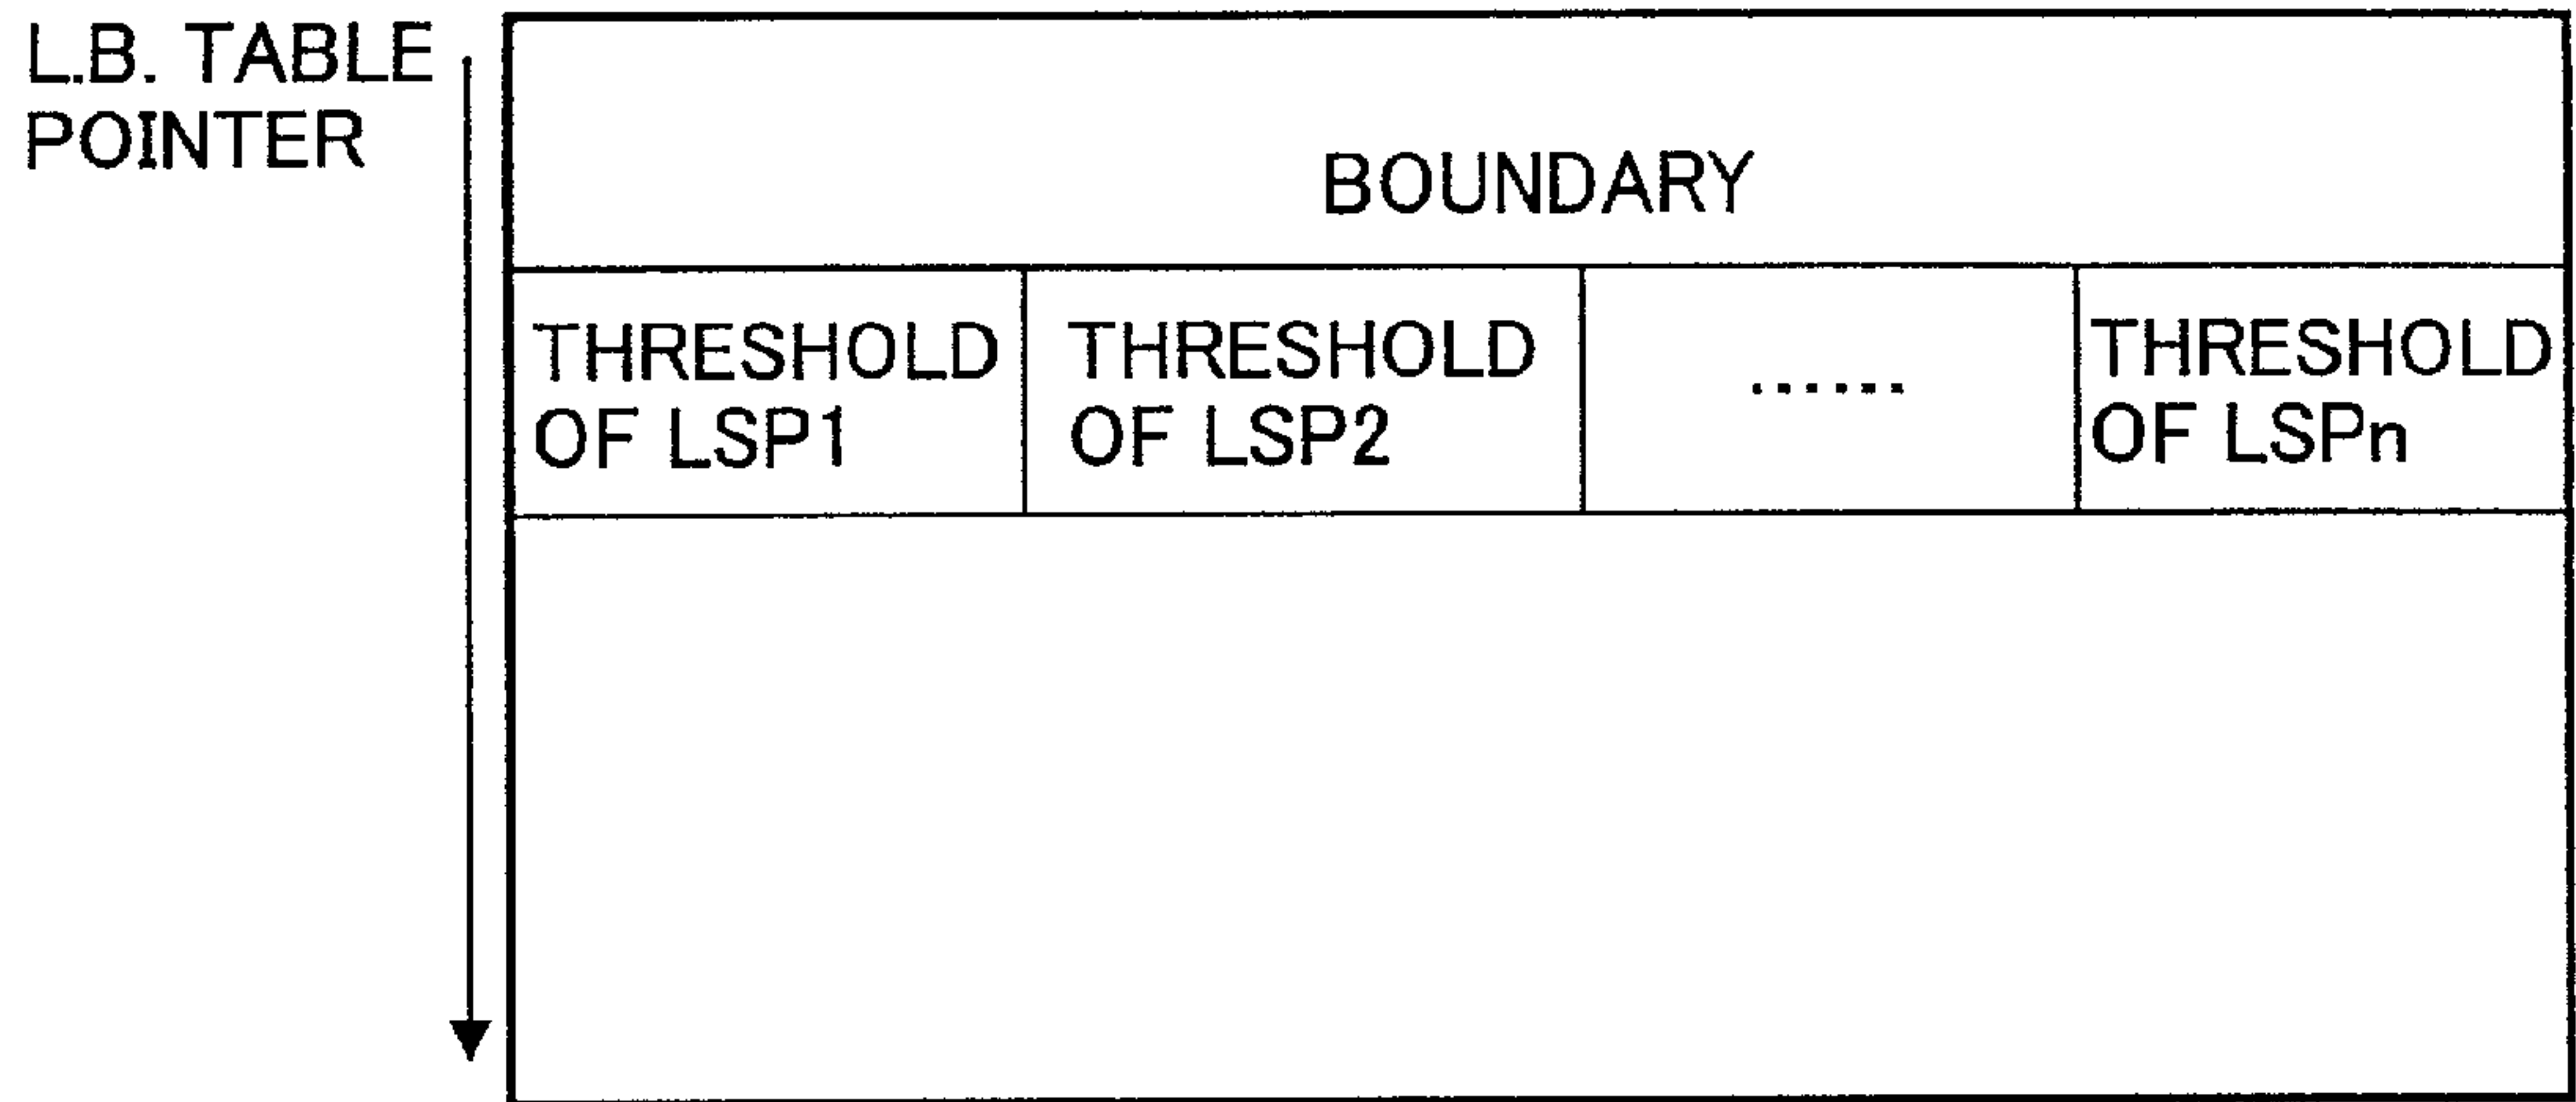 L.B. TABLE
POINTER
BOUNDARY
THRESHOLD
OF LSP1
THRESHOLD
OF LSP2
......
THRESHOLD
OF LSPn